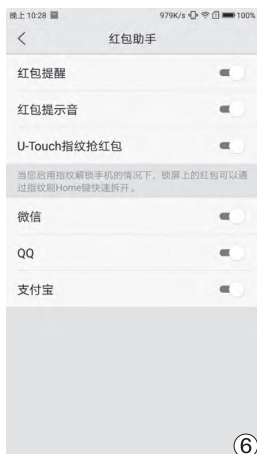 晚上10:28 979K/s 100%
红包助手
红包提醒
红包提示音
U-Touch指纹抢红包
当您启用指纹解锁手机的情况下，锁屏上的红包可以通
过指纹刷Home键快速拆开。
微信
QQ
支付宝
⑥